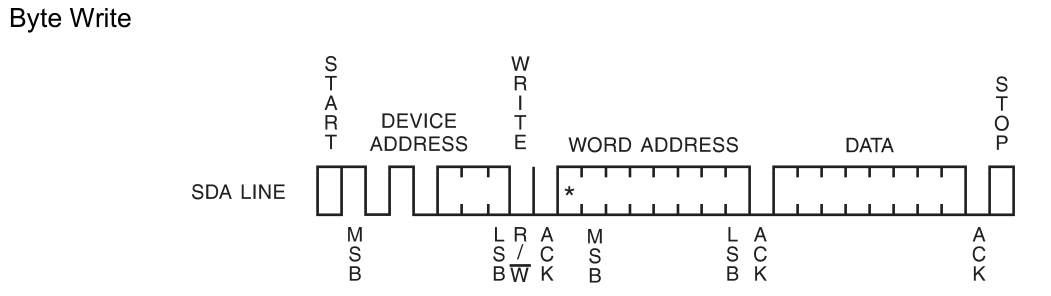 Byte Write
START
WRITE
STOP
DEVICE
ADDRESS
WORD ADDRESS
DATA
SDA LINE
*
MSB
LSB
R/W̅
ACK
MSB
LSB
ACK
ACK